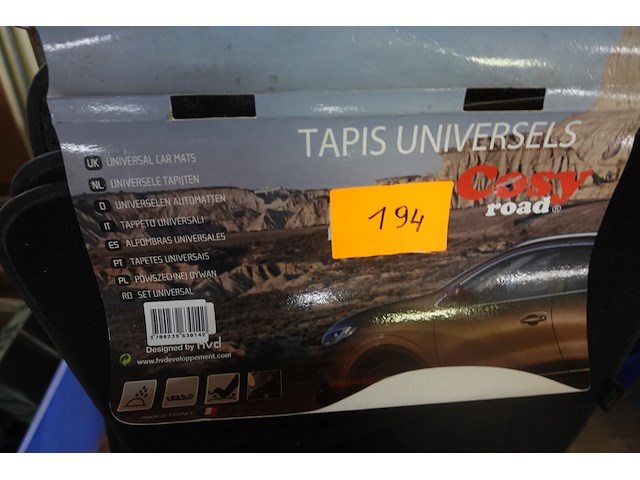 TAPIS UNIVERSELS
Cosy
road®
194
UK UNIVERSAL CAR MATS
NL UNIVERSELE TAPIJTEN
D UNIVERSELEN AUTOMATTEN
IT TAPPETO UNIVERSALI
ES ALFOMBRAS UNIVERSALES
PT TAPETES UNIVERSAIS
PL POWSZECHNEJ DYWAN
RO SET UNIVERSAL
Designed by Hvd
www.hvdeveloppement.com